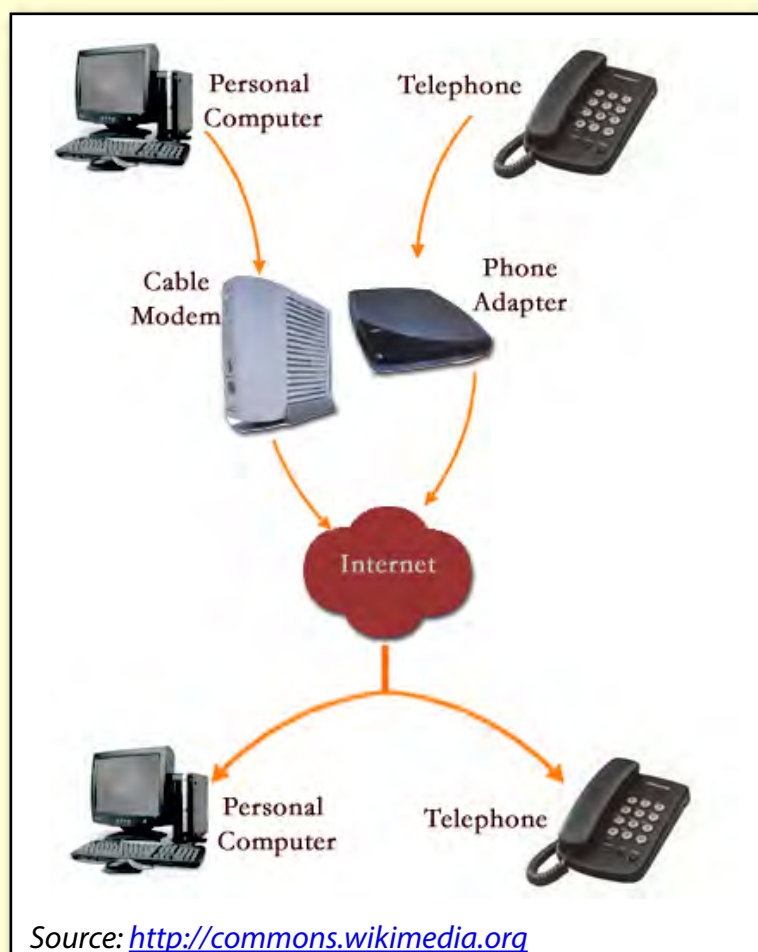 Personal
Computer
Telephone
Cable
Modem
Phone
Adapter
Internet
Personal
Computer
Telephone
Source: http://commons.wikimedia.org